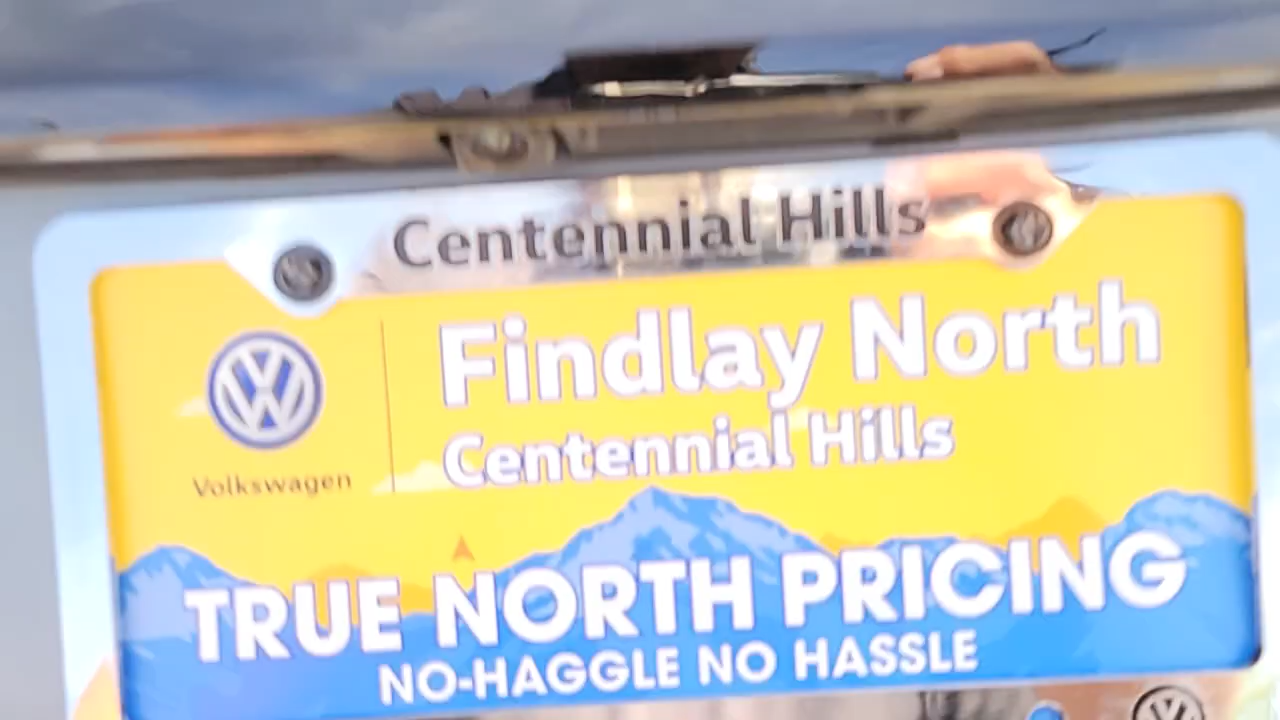 Centennial Hills
Findlay North
Centennial Hills
Volkswagen
TRUE NORTH PRICING
NO-HAGGLE NO HASSLE